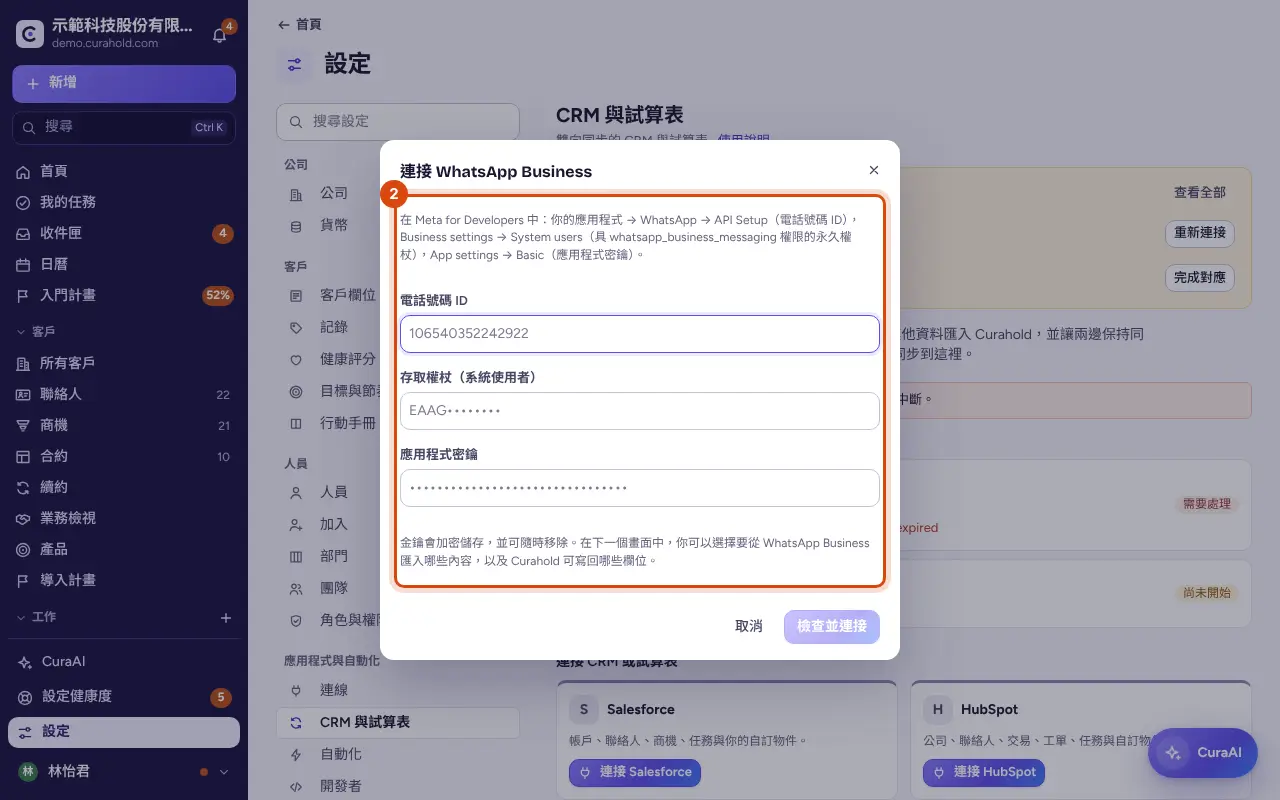 示範科技股份有限...
demo.curahold.com
4
新增
搜尋
Ctrl K
首頁
我的任務
收件匣
4
日曆
入門計畫
52%
客戶
所有客戶
聯絡人
22
商機
21
合約
10
續約
業務檢視
產品
導入計畫
工作
CuraAI
設定健康度
5
設定
林
林怡君
首頁
設定
搜尋設定
公司
公司
貨幣
客戶
客戶欄位
記錄
健康評分
目標與節
行動手冊
人員
人員
加入
部門
團隊
角色與權
應用程式與自動化
連線
CRM 與試算表
自動化
開發者
CRM 與試算表
雙向同步的 CRM 與試算表。使用說明
查看全部
重新連接
完成對應
他資料匯入 Curahold,並讓兩邊保持同
同步到這裡。
中斷。
需要處理
expired
尚未開始
連接 CRM 或試算表
S
Salesforce
帳戶、聯絡人、商機、任務與你的自訂物件。
連接 Salesforce
H
HubSpot
公司、聯絡人、交易、工單、任務與自訂物
連接 HubSpot
CuraAI
連接 WhatsApp Business
2
在 Meta for Developers 中:你的應用程式 → WhatsApp → API Setup(電話號碼 ID),
Business settings → System users(具 whatsapp_business_messaging 權限的永久權
杖),App settings → Basic(應用程式密鑰)。
電話號碼 ID
106540352242922
存取權杖(系統使用者)
EAAG••••••••
應用程式密鑰
••••••••••••••••••••••••••••••••
金鑰會加密儲存,並可隨時移除。在下一個畫面中,你可以選擇要從 WhatsApp Business
匯入哪些內容,以及 Curahold 可寫回哪些欄位。
取消
檢查並連接